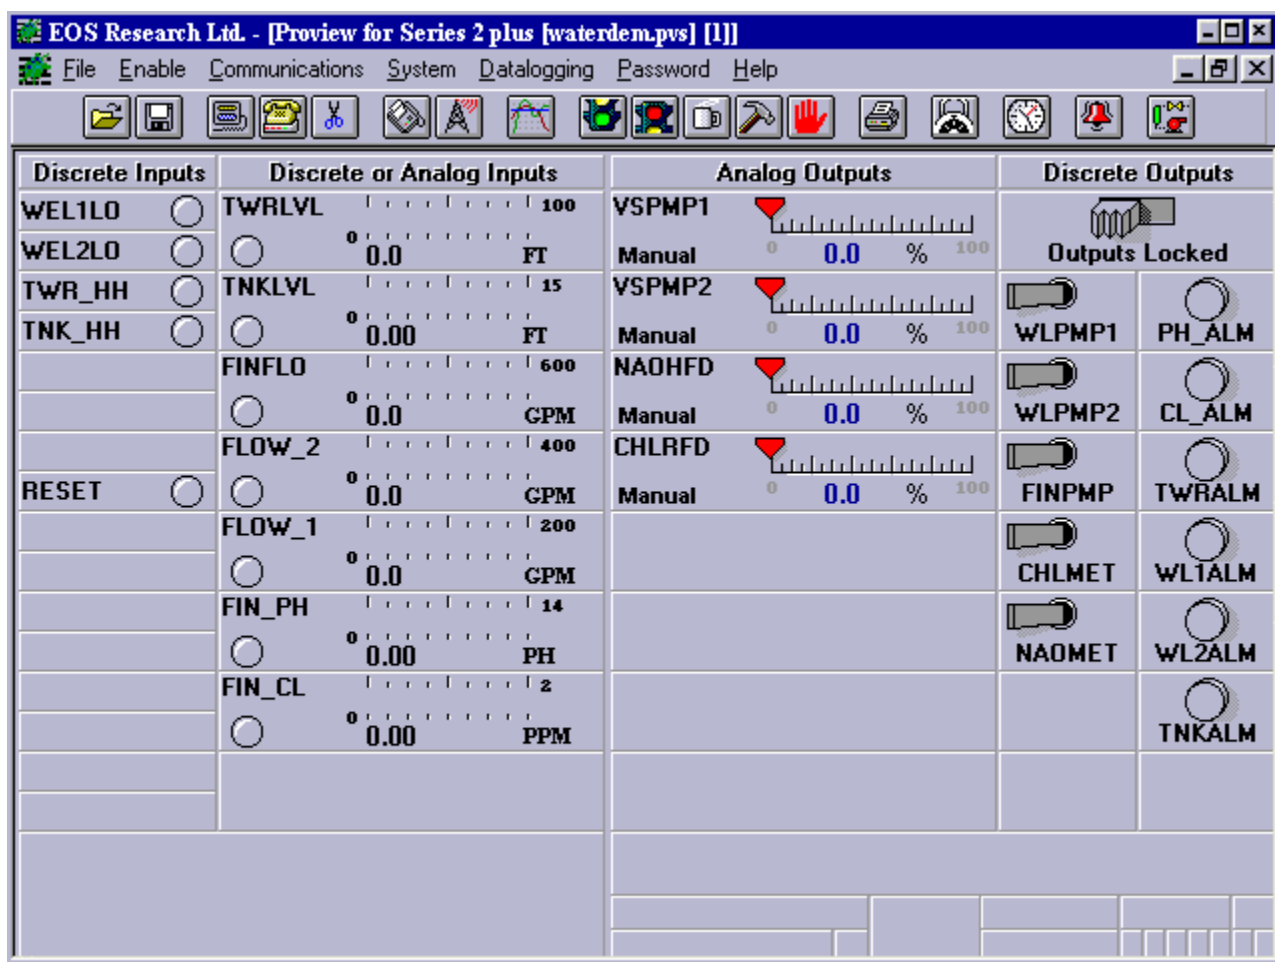 EOS Research Ltd. - [Proview for Series 2 plus [waterdem.pvs] [1]]
File Enable Communications System Datalogging Password Help
Discrete Inputs
WEL1LO
WEL2LO
TWR_HH
TNK_HH
RESET
Discrete or Analog Inputs
TWRLVL 100
0 0.0 FT
TNKLVL 15
0 0.00 FT
FINFLO 600
0 0.0 GPM
FLOW_2 400
0 0.0 GPM
FLOW_1 200
0 0.0 GPM
FIN_PH 14
0 0.00 PH
FIN_CL 2
0 0.00 PPM
Analog Outputs
VSPMP1
Manual 0 0.0 % 100
VSPMP2
Manual 0 0.0 % 100
NAOHFD
Manual 0 0.0 % 100
CHLRFD
Manual 0 0.0 % 100
Discrete Outputs
Outputs Locked
WLPMP1 PH_ALM
WLPMP2 CL_ALM
FINPMP TWRALM
CHLMET WL1ALM
NAOMET WL2ALM
TNKALM